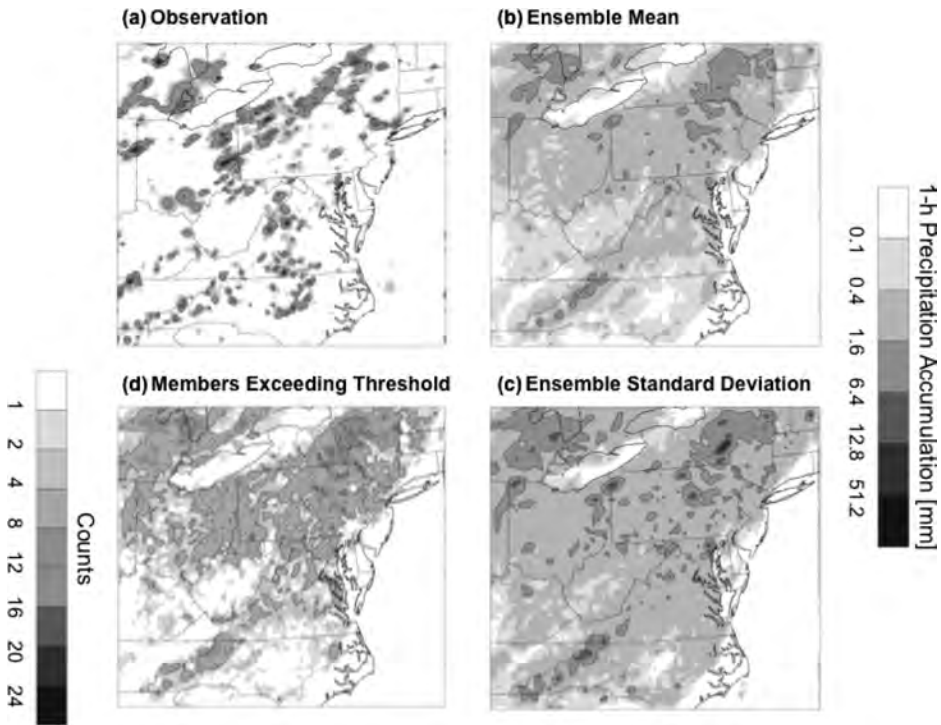 (a) Observation
(b) Ensemble Mean
1-h Precipitation Accumulation [mm]
0.1
0.4
1.6
6.4
12.8
51.2
(d) Members Exceeding Threshold
(c) Ensemble Standard Deviation
Counts
1
2
4
8
12
16
20
24